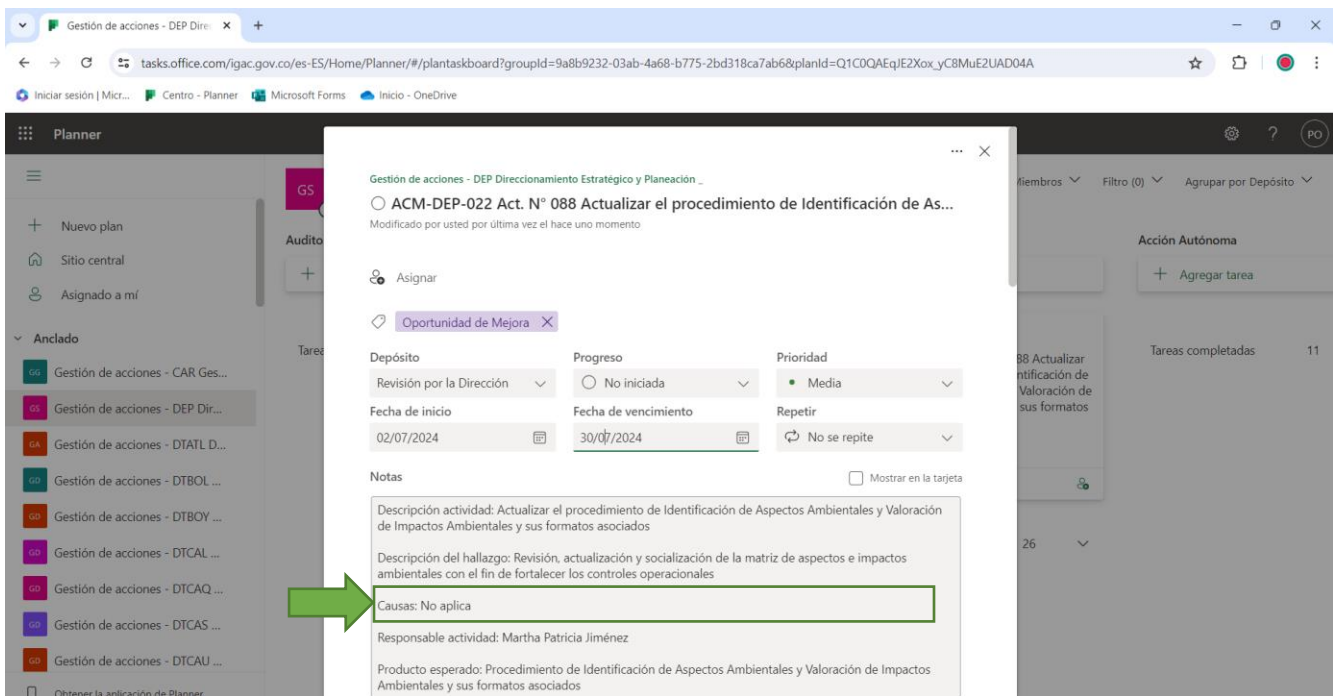 Gestión de acciones - DEP Dire
tasks.office.com/igac.gov.co/es-ES/Home/Planner/#/plantaskboard?groupId=9a8b9232-03ab-4a68-b775-2bd318ca7ab6&planId=Q1C0QAEqJE2Xox_yC8MuE2UAD04A
Iniciar sesión | Micr...
Centro - Planner
Microsoft Forms
Inicio - OneDrive
Planner
?
PO
GS
Miembros
Filtro (0)
Agrupar por Depósito
Nuevo plan
Sitio central
Asignado a mí
Anclado
GG Gestión de acciones - CAR Ges...
GS Gestión de acciones - DEP Dir...
GA Gestión de acciones - DTATL D...
GD Gestión de acciones - DTBOL ...
GD Gestión de acciones - DTBOY ...
GD Gestión de acciones - DTCAL ...
GD Gestión de acciones - DTCAQ ...
GD Gestión de acciones - DTCAS ...
GD Gestión de acciones - DTCAU ...
Obtener la aplicación de Planner
Audito
Tarea
Gestión de acciones - DEP Direccionamiento Estratégico y Planeación _
ACM-DEP-022 Act. N° 088 Actualizar el procedimiento de Identificación de As...
Modificado por usted por última vez el hace uno momento
Asignar
Oportunidad de Mejora
Depósito
Progreso
Prioridad
Revisión por la Dirección
No iniciada
Media
Fecha de inicio
Fecha de vencimiento
Repetir
02/07/2024
30/07/2024
No se repite
Notas
Mostrar en la tarjeta
Descripción actividad: Actualizar el procedimiento de Identificación de Aspectos Ambientales y Valoración
de Impactos Ambientales y sus formatos asociados
Descripción del hallazgo: Revisión, actualización y socialización de la matriz de aspectos e impactos
ambientales con el fin de fortalecer los controles operacionales
Causas: No aplica
Responsable actividad: Martha Patricia Jiménez
Producto esperado: Procedimiento de Identificación de Aspectos Ambientales y Valoración de Impactos
Ambientales y sus formatos asociados
88 Actualizar
ntificación de
Valoración de
sus formatos
26
Acción Autónoma
Agregar tarea
Tareas completadas 11